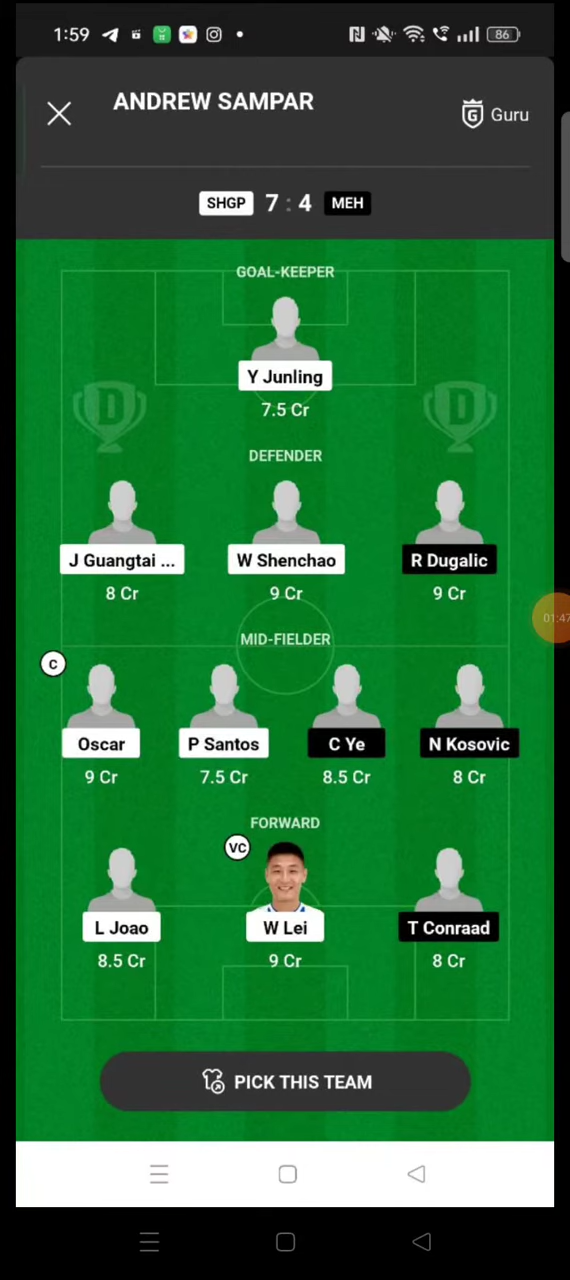 1:59 86
ANDREW SAMPAR
G Guru
SHGP 7 : 4 MEH
GOAL-KEEPER
Y Junling
7.5 Cr
D D
DEFENDER
J Guangtai ... W Shenchao R Dugalic
8 Cr 9 Cr 9 Cr
01:47
MID-FIELDER
C
Oscar P Santos C Ye N Kosovic
9 Cr 7.5 Cr 8.5 Cr 8 Cr
FORWARD
VC
L Joao W Lei T Conraad
8.5 Cr 9 Cr 8 Cr
PICK THIS TEAM